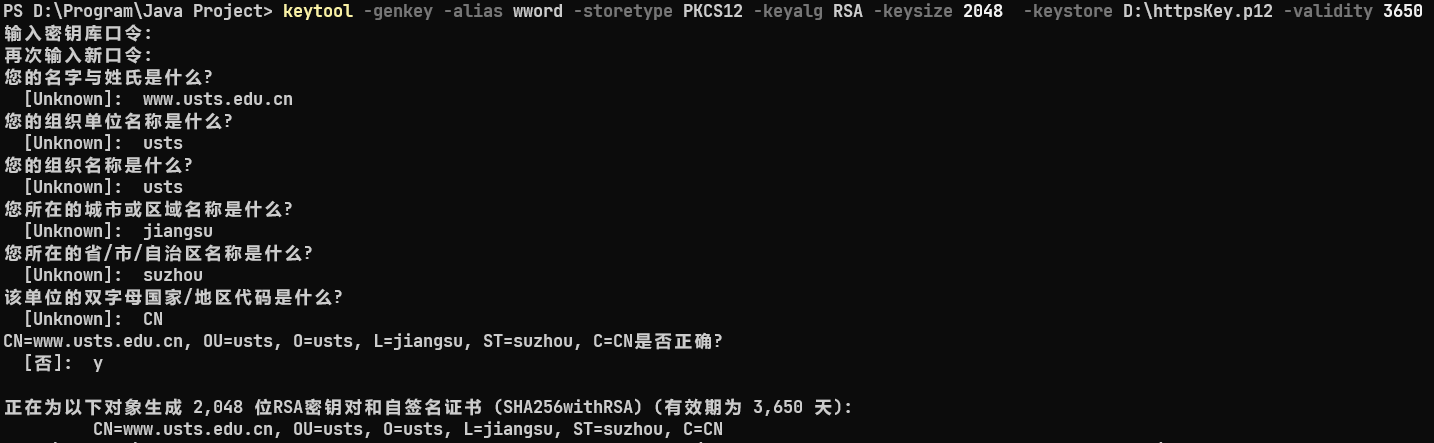 PS D:\Program\Java Project> keytool -genkey -alias wword -storetype PKCS12 -keyalg RSA -keysize 2048  -keystore D:\httpsKey.p12 -validity 3650
输入密钥库口令:
再次输入新口令:
您的名字与姓氏是什么?
  [Unknown]:  www.usts.edu.cn
您的组织单位名称是什么?
  [Unknown]:  usts
您的组织名称是什么?
  [Unknown]:  usts
您所在的城市或区域名称是什么?
  [Unknown]:  jiangsu
您所在的省/市/自治区名称是什么?
  [Unknown]:  suzhou
该单位的双字母国家/地区代码是什么?
  [Unknown]:  CN
CN=www.usts.edu.cn, OU=usts, O=usts, L=jiangsu, ST=suzhou, C=CN是否正确?
  [否]:  y
正在为以下对象生成 2,048 位RSA密钥对和自签名证书 (SHA256withRSA) (有效期为 3,650 天):
         CN=www.usts.edu.cn, OU=usts, O=usts, L=jiangsu, ST=suzhou, C=CN